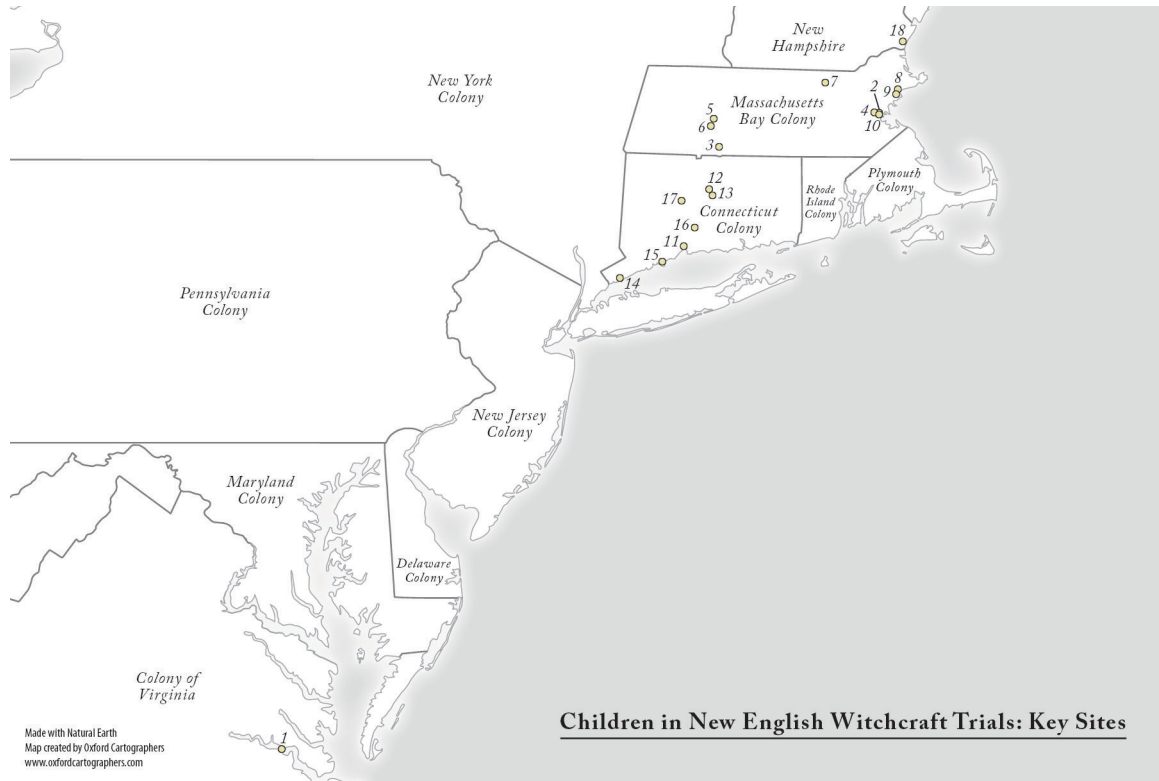 New
Hampshire
18
New York
Colony
7
8
2
9
Massachusetts
Bay Colony
5
4
6
10
3
12
13
17
Rhode
Island
Colony
Plymouth
Colony
Connecticut
Colony
16
11
15
14
Pennsylvania
Colony
New Jersey
Colony
Maryland
Colony
Delaware
Colony
Colony of
Virginia
1
Children in New English Witchcraft Trials: Key Sites
Made with Natural Earth
Map created by Oxford Cartographers
www.oxfordcartographers.com